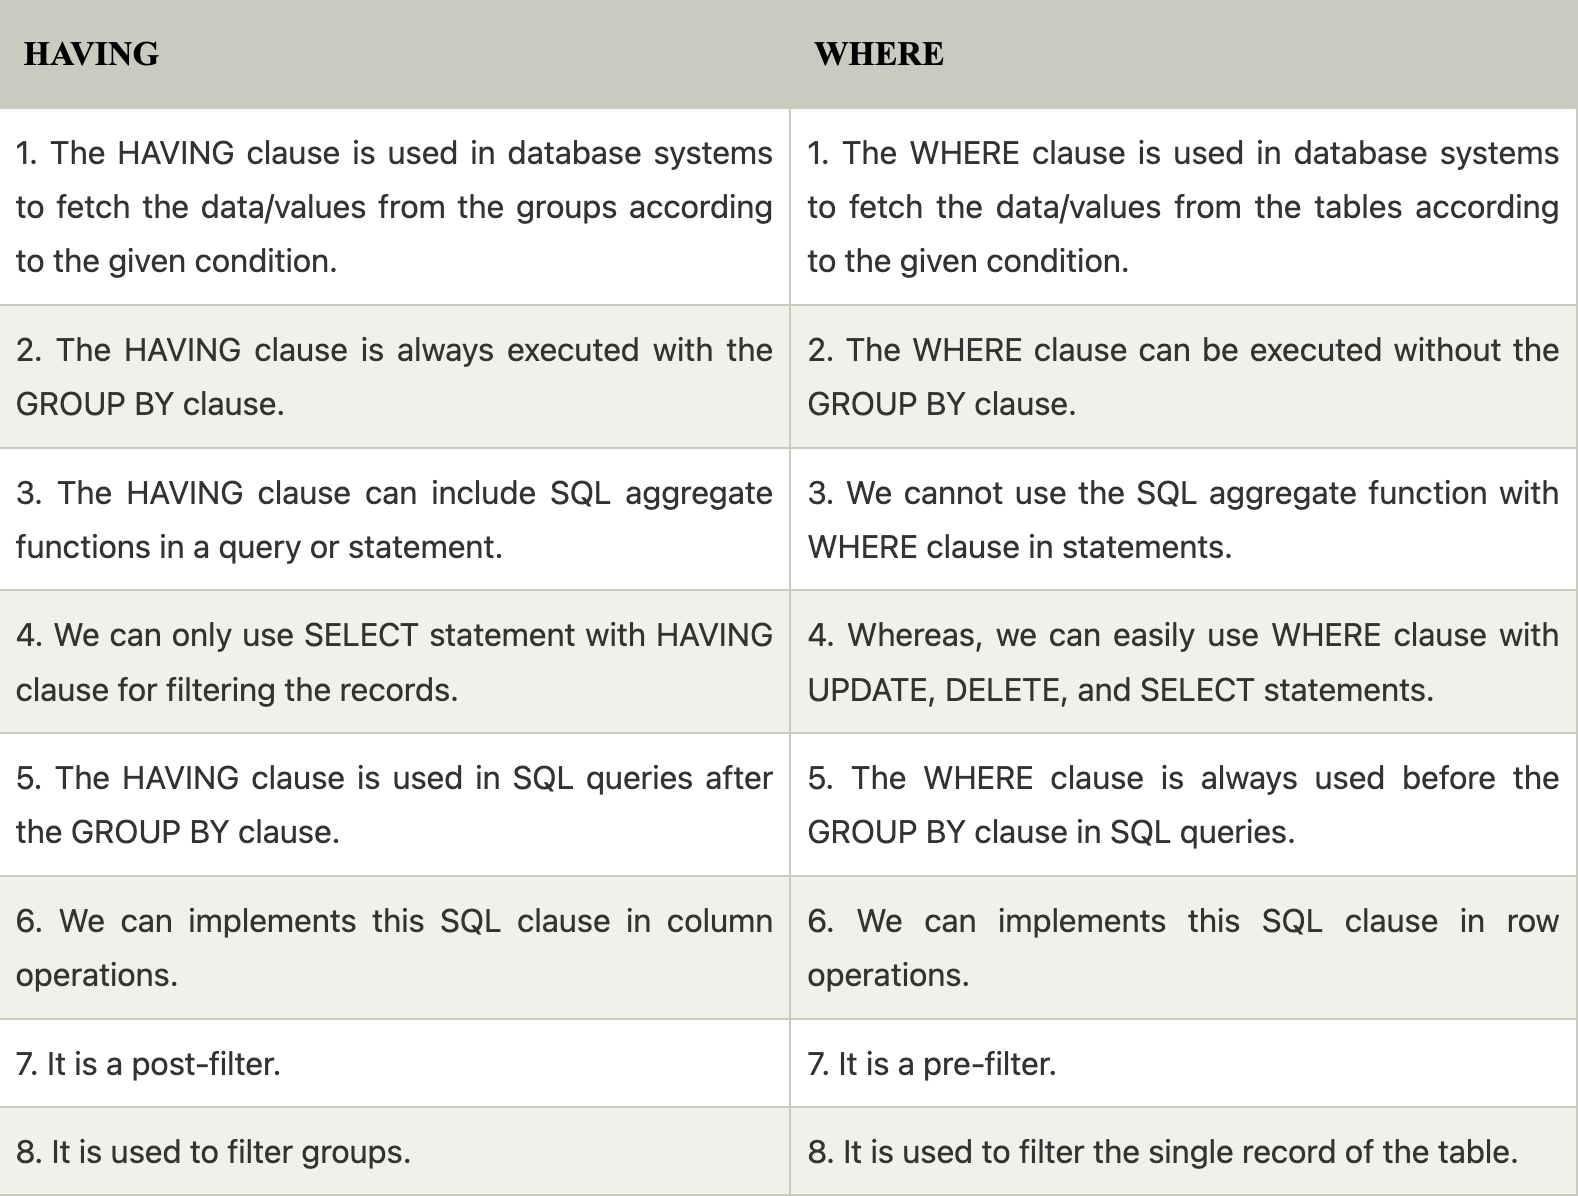 HAVING
WHERE
1. The HAVING clause is used in database systems
to fetch the data/values from the groups according
to the given condition.
1. The WHERE clause is used in database systems
to fetch the data/values from the tables according
to the given condition.
2. The HAVING clause is always executed with the
GROUP BY clause.
2. The WHERE clause can be executed without the
GROUP BY clause.
3. The HAVING clause can include SQL aggregate
functions in a query or statement.
3. We cannot use the SQL aggregate function with
WHERE clause in statements.
4. We can only use SELECT statement with HAVING
clause for filtering the records.
4. Whereas, we can easily use WHERE clause with
UPDATE, DELETE, and SELECT statements.
5. The HAVING clause is used in SQL queries after
the GROUP BY clause.
5. The WHERE clause is always used before the
GROUP BY clause in SQL queries.
6. We can implements this SQL clause in column
operations.
6. We can implements this SQL clause in row
operations.
7. It is a post-filter.
7. It is a pre-filter.
8. It is used to filter groups.
8. It is used to filter the single record of the table.